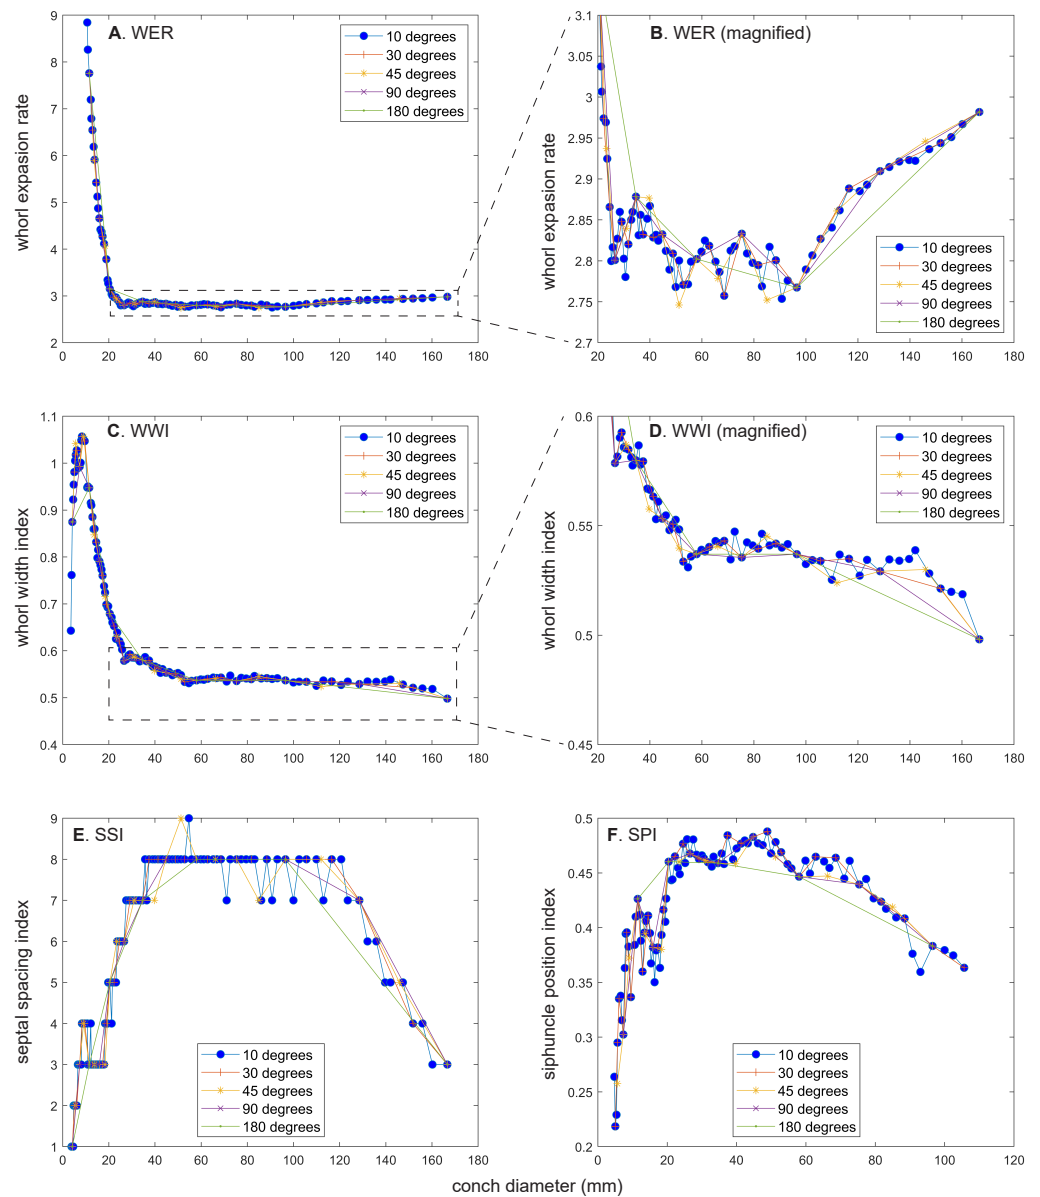 A. WER
whorl expasion rate
9
8
7
6
5
4
3
2
0 20 40 60 80 100 120 140 160 180
10 degrees
30 degrees
45 degrees
90 degrees
180 degrees
B. WER (magnified)
whorl expasion rate
3.1
3.05
3
2.95
2.9
2.85
2.8
2.75
2.7
20 40 60 80 100 120 140 160 180
10 degrees
30 degrees
45 degrees
90 degrees
180 degrees
C. WWI
whorl width index
1.1
1
0.9
0.8
0.7
0.6
0.5
0.4
0 20 40 60 80 100 120 140 160 180
10 degrees
30 degrees
45 degrees
90 degrees
180 degrees
D. WWI (magnified)
whorl width index
0.6
0.55
0.5
0.45
20 40 60 80 100 120 140 160 180
10 degrees
30 degrees
45 degrees
90 degrees
180 degrees
E. SSI
septal spacing index
9
8
7
6
5
4
3
2
1
0 20 40 60 80 100 120 140 160 180
10 degrees
30 degrees
45 degrees
90 degrees
180 degrees
F. SPI
siphuncle position index
0.5
0.45
0.4
0.35
0.3
0.25
0.2
0 20 40 60 80 100 120
10 degrees
30 degrees
45 degrees
90 degrees
180 degrees
conch diameter (mm)